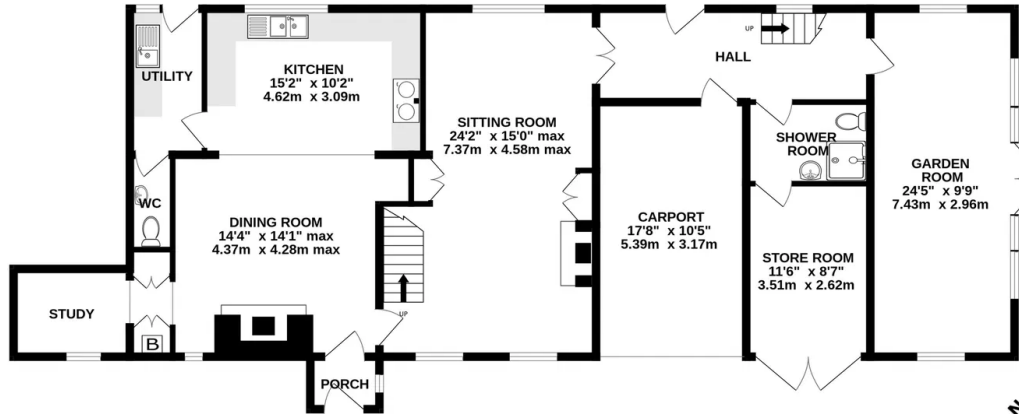 UTILITY
KITCHEN
15'2" x 10'2"
4.62m x 3.09m
SITTING ROOM
24'2" x 15'0" max
7.37m x 4.58m max
UP
HALL
SHOWER
ROOM
GARDEN
ROOM
24'5" x 9'9"
7.43m x 2.96m
WC
DINING ROOM
14'4" x 14'1" max
4.37m x 4.28m max
CARPORT
17'8" x 10'5"
5.39m x 3.17m
STORE ROOM
11'6" x 8'7"
3.51m x 2.62m
STUDY
UP
B
PORCH